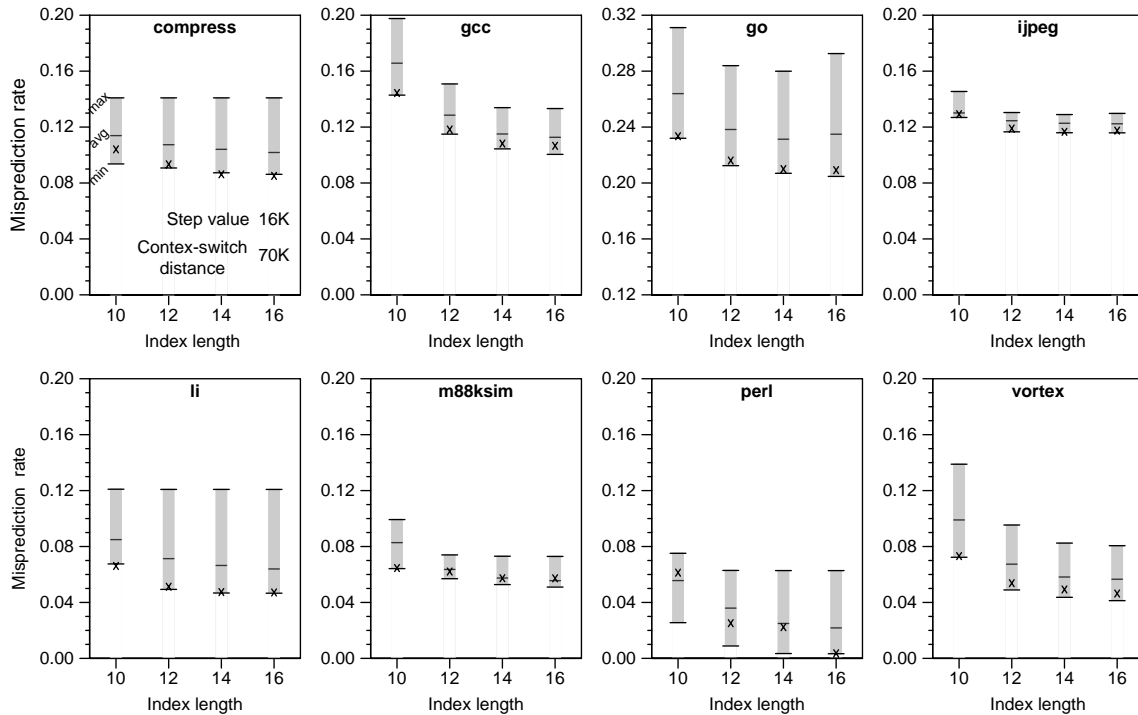 compress gcc go ijpeg
Misprediction rate
0.20 0.20 0.32 0.20
0.16 0.16 0.28 0.16
0.12 0.12 0.24 0.12
0.08 0.08 0.20 0.08
0.04 0.04 0.16 0.04
0.00 0.00 0.12 0.00
max
avg
min
x x x x x x x x x x x x x x x x
Step value 16K
Contex-switch 70K
distance
10 12 14 16 10 12 14 16 10 12 14 16 10 12 14 16
Index length Index length Index length Index length
li m88ksim perl vortex
Misprediction rate
0.20 0.20 0.20 0.20
0.16 0.16 0.16 0.16
0.12 0.12 0.12 0.12
0.08 0.08 0.08 0.08
0.04 0.04 0.04 0.04
0.00 0.00 0.00 0.00
x x x x x x x x x x x x x x x x
10 12 14 16 10 12 14 16 10 12 14 16 10 12 14 16
Index length Index length Index length Index length